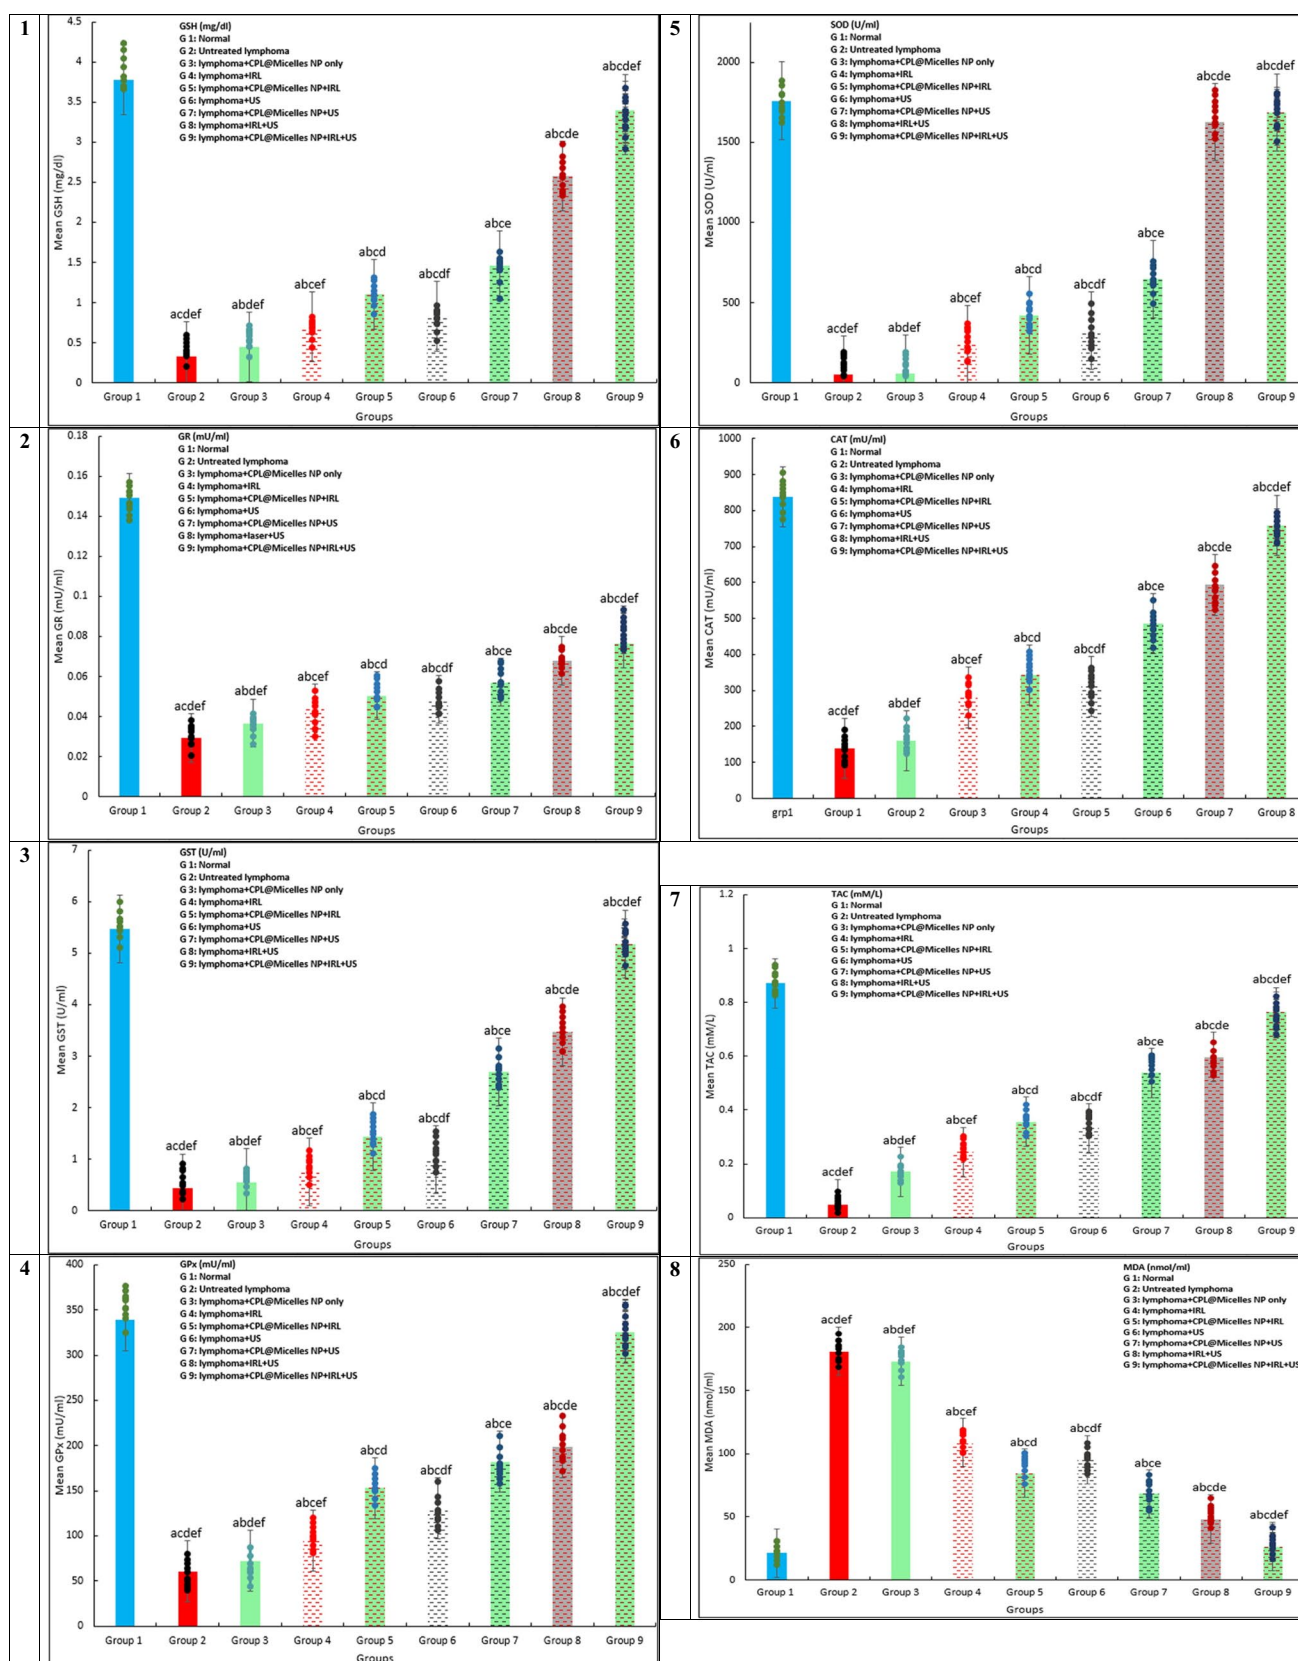 1
GSH (mg/dl)
G 1: Normal
G 2: Untreated lymphoma
G 3: lymphoma+CPL@Micelles NP only
G 4: lymphoma+IRL
G 5: lymphoma+CPL@Micelles NP+IRL
G 6: lymphoma+US
G 7: lymphoma+CPL@Micelles NP+US
G 8: lymphoma+IRL+US
G 9: lymphoma+CPL@Micelles NP+IRL+US
Mean GSH (mg/dl)
4.5
4
3.5
3
2.5
2
1.5
1
0.5
0
acdef
abdef
abcef
abcd
abcdf
abce
abcde
abcdef
Group 1 Group 2 Group 3 Group 4 Group 5 Group 6 Group 7 Group 8 Group 9
Groups
5
SOD (U/ml)
G 1: Normal
G 2: Untreated lymphoma
G 3: lymphoma+CPL@Micelles NP only
G 4: lymphoma+IRL
G 5: lymphoma+CPL@Micelles NP+IRL
G 6: lymphoma+US
G 7: lymphoma+CPL@Micelles NP+US
G 8: lymphoma+IRL+US
G 9: lymphoma+CPL@Micelles NP+IRL+US
Mean SOD (U/ml)
2000
1500
1000
500
0
acdef
abdef
abcef
abcd
abcdf
abce
abcde
abcdef
Group 1 Group 2 Group 3 Group 4 Group 5 Group 6 Group 7 Group 8 Group 9
Groups
2
GR (mU/ml)
G 1: Normal
G 2: Untreated lymphoma
G 3: lymphoma+CPL@Micelles NP only
G 4: lymphoma+IRL
G 5: lymphoma+CPL@Micelles NP+IRL
G 6: lymphoma+US
G 7: lymphoma+CPL@Micelles NP+US
G 8: lymphoma+laser+US
G 9: lymphoma+CPL@Micelles NP+IRL+US
Mean GR (mU/ml)
0.18
0.16
0.14
0.12
0.1
0.08
0.06
0.04
0.02
0
acdef
abdef
abcef
abcd
abcdf
abce
abcde
abcdef
Group 1 Group 2 Group 3 Group 4 Group 5 Group 6 Group 7 Group 8 Group 9
Groups
6
CAT (mU/ml)
G 1: Normal
G 2: Untreated lymphoma
G 3: lymphoma+CPL@Micelles NP only
G 4: lymphoma+IRL
G 5: lymphoma+CPL@Micelles NP+IRL
G 6: lymphoma+US
G 7: lymphoma+CPL@Micelles NP+US
G 8: lymphoma+IRL+US
G 9: lymphoma+CPL@Micelles NP+IRL+US
Mean CAT (mU/ml)
1000
900
800
700
600
500
400
300
200
100
0
acdef
abdef
abcef
abcd
abcdf
abce
abcde
abcdef
grp1 Group 1 Group 2 Group 3 Group 4 Group 5 Group 6 Group 7 Group 8
Groups
3
GST (U/ml)
G 1: Normal
G 2: Untreated lymphoma
G 3: lymphoma+CPL@Micelles NP only
G 4: lymphoma+IRL
G 5: lymphoma+CPL@Micelles NP+IRL
G 6: lymphoma+US
G 7: lymphoma+CPL@Micelles NP+US
G 8: lymphoma+IRL+US
G 9: lymphoma+CPL@Micelles NP+IRL+US
Mean GST (U/ml)
7
6
5
4
3
2
1
0
acdef
abdef
abcef
abcd
abcdf
abce
abcde
abcdef
Group 1 Group 2 Group 3 Group 4 Group 5 Group 6 Group 7 Group 8 Group 9
Groups
7
TAC (mM/L)
G 1: Normal
G 2: Untreated lymphoma
G 3: lymphoma+CPL@Micelles NP only
G 4: lymphoma+IRL
G 5: lymphoma+CPL@Micelles NP+IRL
G 6: lymphoma+US
G 7: lymphoma+CPL@Micelles NP+US
G 8: lymphoma+IRL+US
G 9: lymphoma+CPL@Micelles NP+IRL+US
Mean TAC (mM/L)
1.2
1
0.8
0.6
0.4
0.2
0
acdef
abdef
abcef
abcd
abcdf
abce
abcde
abcdef
Group 1 Group 2 Group 3 Group 4 Group 5 Group 6 Group 7 Group 8 Group 9
Groups
4
GPx (mU/ml)
G 1: Normal
G 2: Untreated lymphoma
G 3: lymphoma+CPL@Micelles NP only
G 4: lymphoma+IRL
G 5: lymphoma+CPL@Micelles NP+IRL
G 6: lymphoma+US
G 7: lymphoma+CPL@Micelles NP+US
G 8: lymphoma+IRL+US
G 9: lymphoma+CPL@Micelles NP+IRL+US
Mean GPx (mU/ml)
400
350
300
250
200
150
100
50
0
acdef
abdef
abcef
abcd
abcdf
abce
abcde
abcdef
Group 1 Group 2 Group 3 Group 4 Group 5 Group 6 Group 7 Group 8 Group 9
Groups
8
MDA (nmol/ml)
G 1: Normal
G 2: Untreated lymphoma
G 3: lymphoma+CPL@Micelles NP only
G 4: lymphoma+IRL
G 5: lymphoma+CPL@Micelles NP+IRL
G 6: lymphoma+US
G 7: lymphoma+CPL@Micelles NP+US
G 8: lymphoma+IRL+US
G 9: lymphoma+CPL@Micelles NP+IRL+US
Mean MDA (nmol/ml)
250
200
150
100
50
0
acdef
abdef
abcef
abcd
abcdf
abce
abcde
abcdef
Group 1 Group 2 Group 3 Group 4 Group 5 Group 6 Group 7 Group 8 Group 9
Groups